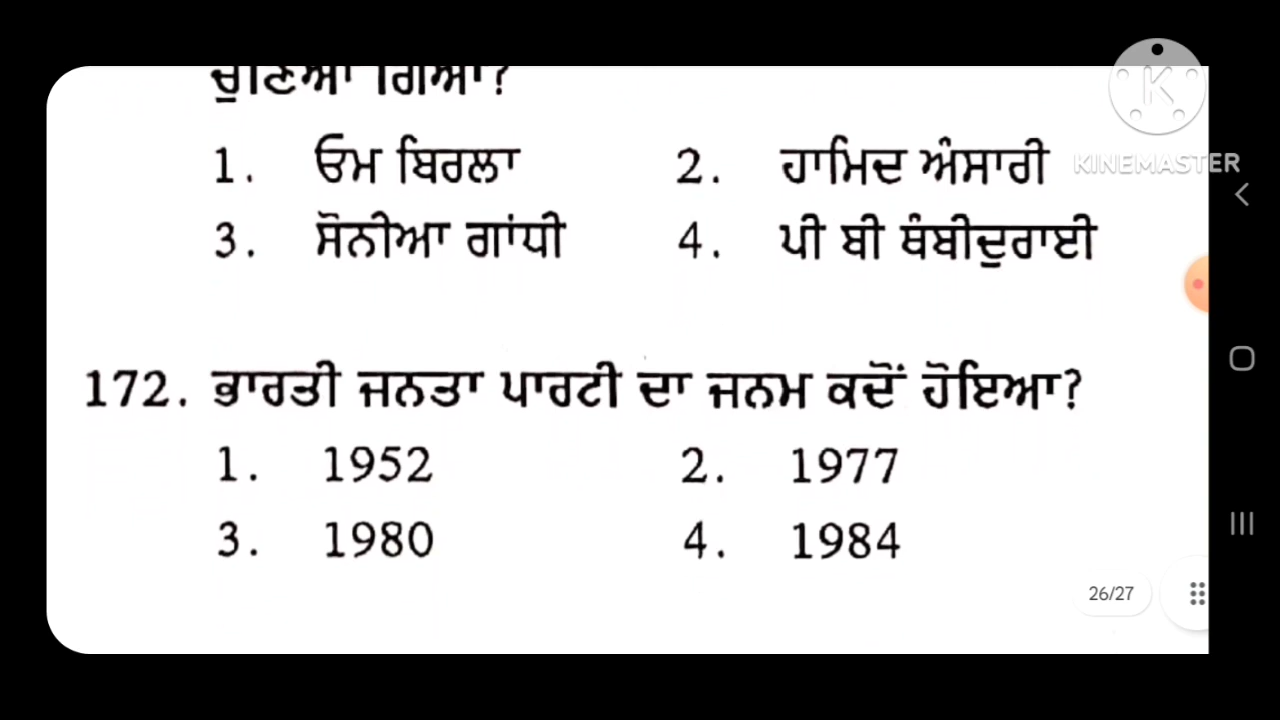 ਚੁਣਿਆ ਗਿਆ?
1. ਓਮ ਬਿਰਲਾ 2. ਹਾਮਿਦ ਅੰਸਾਰੀ
3. ਸੋਨੀਆ ਗਾਂਧੀ 4. ਪੀ ਬੀ ਥੰਬੀਦੁਰਾਈ
172. ਭਾਰਤੀ ਜਨਤਾ ਪਾਰਟੀ ਦਾ ਜਨਮ ਕਦੋਂ ਹੋਇਆ?
1. 1952 2. 1977
3. 1980 4. 1984
26/27
K
KINEMASTER